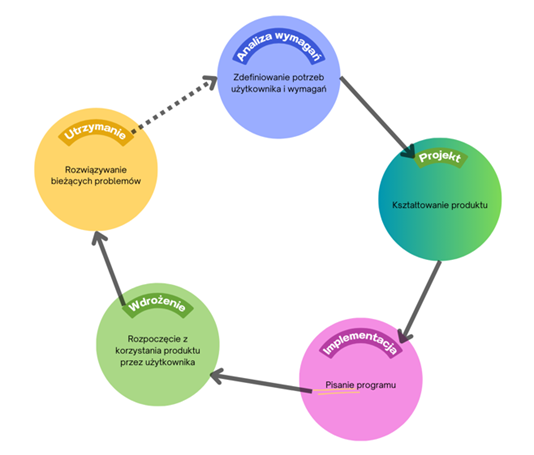 Analiza wymagań
Zdefiniowanie potrzeb
użytkownika i wymagań
Projekt
Kształtowanie produktu
Implementacja
Pisanie programu
Wdrożenie
Rozpoczęcie z
korzystania produktu
przez użytkownika
Utrzymanie
Rozwiązywanie
bieżących problemów